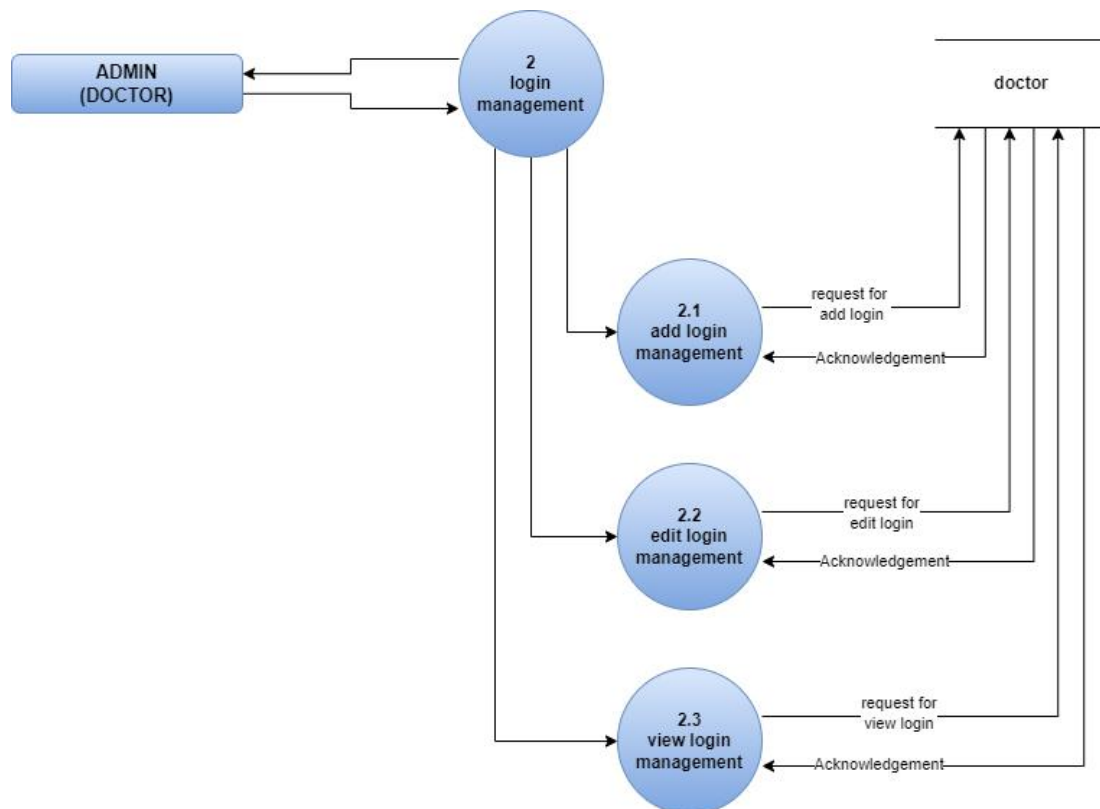 ADMIN
(DOCTOR)
2
login
management
doctor
2.1
add login
management
request for
add login
Acknowledgement
2.2
edit login
management
request for
edit login
Acknowledgement
2.3
view login
management
request for
view login
Acknowledgement